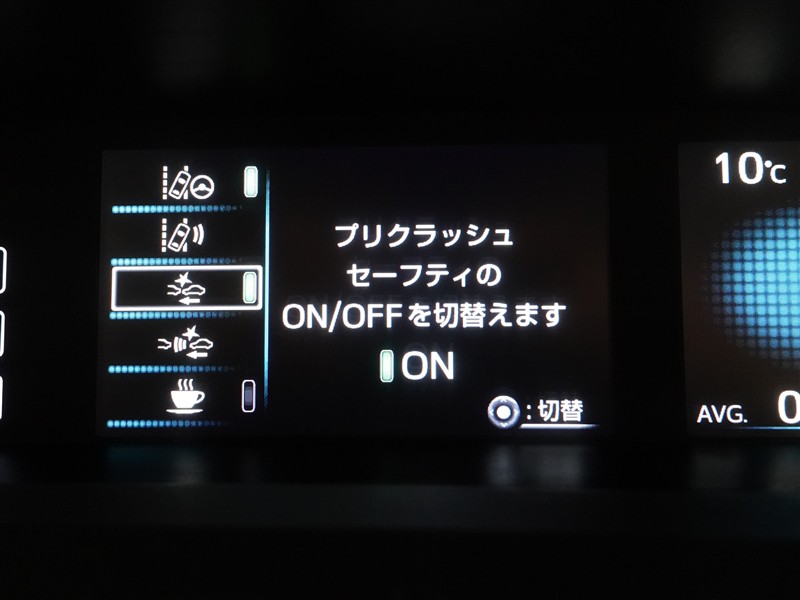 プリクラッシュ
セーフティの
ON/OFFを切替えます
ON
:切替
10℃
AVG. 0